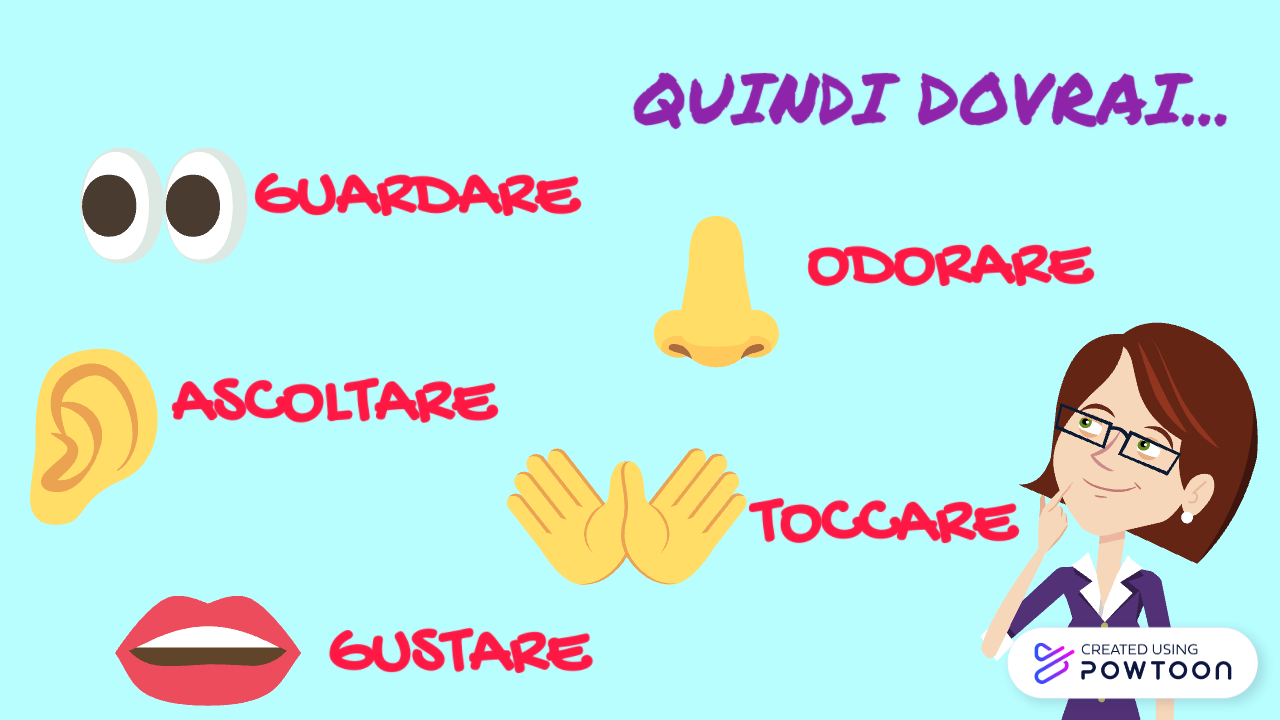 QUINDI DOVRAI...
GUARDARE
ODORARE
ASCOLTARE
TOCCARE
GUSTARE
CREATED USING
POWTOON